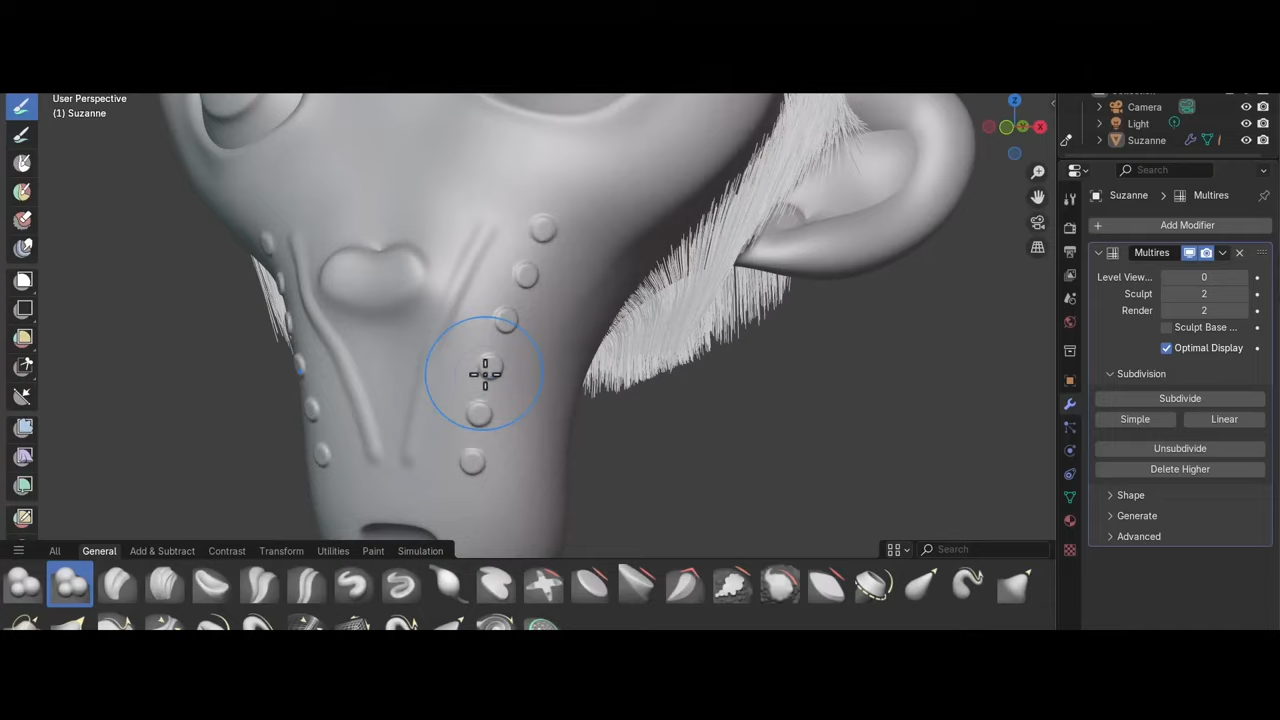 User Perspective
(1) Suzanne
Z
X
Camera
Light
Suzanne
Search
Suzanne > Multires
Add Modifier
Multires
Level View... 0
Sculpt 2
Render 2
Sculpt Base ...
Optimal Display
Subdivision
Subdivide
Simple Linear
Unsubdivide
Delete Higher
Shape
Generate
Advanced
All General Add & Subtract Contrast Transform Utilities Paint Simulation Search